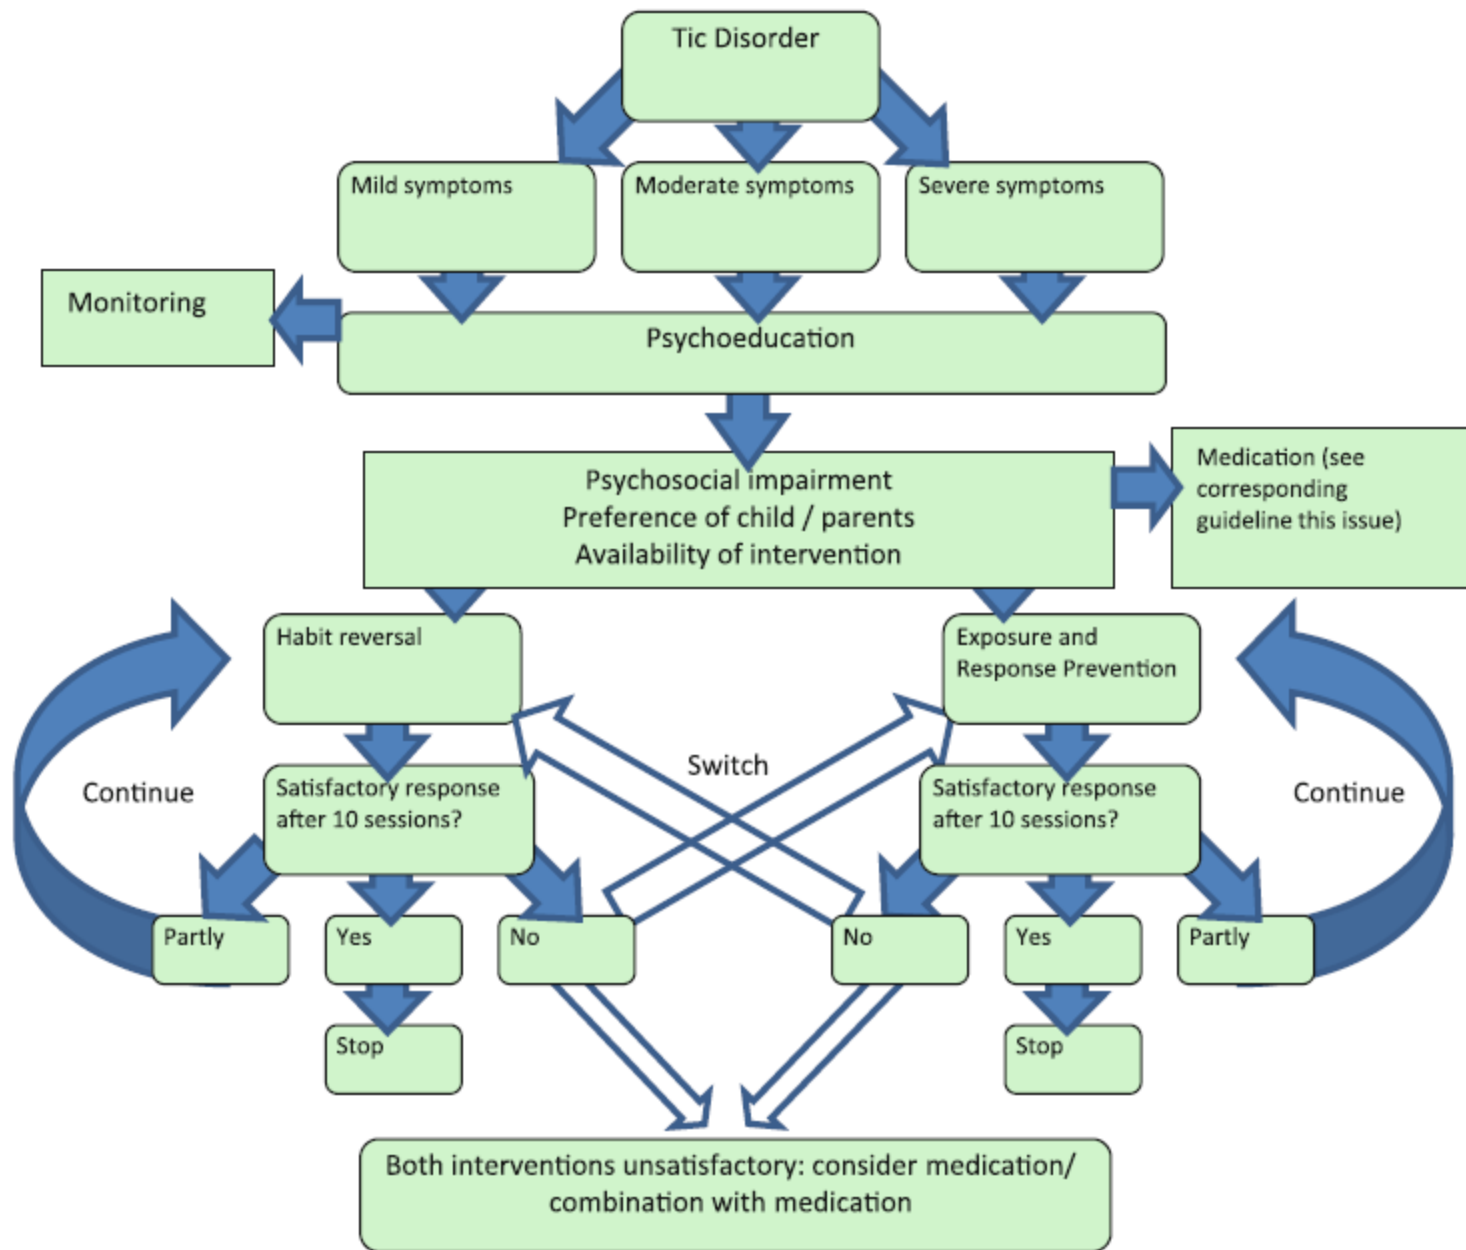 Tic Disorder
Mild symptoms
Moderate symptoms
Severe symptoms
Monitoring
Psychoeducation
Psychosocial impairment
Preference of child / parents
Availability of intervention
Medication (see
corresponding
guideline this issue)
Habit reversal
Exposure and
Response Prevention
Switch
Continue
Satisfactory response
after 10 sessions?
Satisfactory response
after 10 sessions?
Continue
Partly
Yes
No
No
Yes
Partly
Stop
Stop
Both interventions unsatisfactory: consider medication/
combination with medication